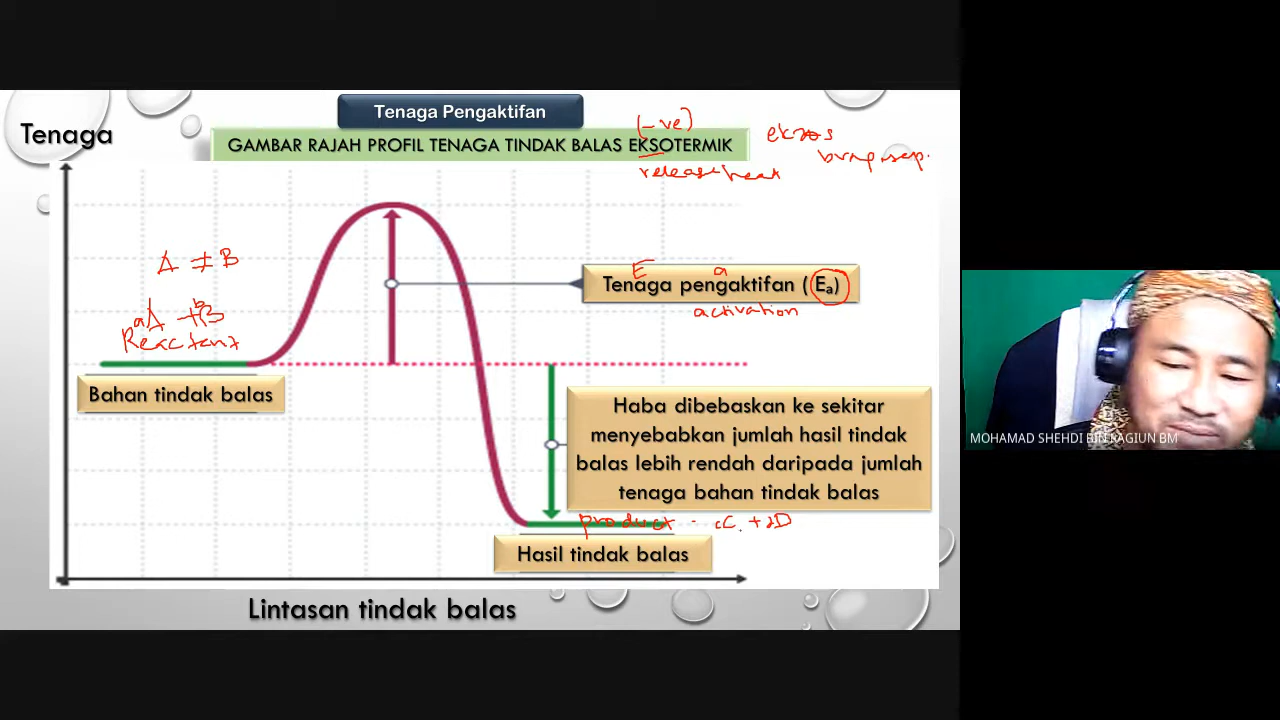 Tenaga Pengaktifan
Tenaga
(-ve)
GAMBAR RAJAH PROFIL TENAGA TINDAK BALAS EKSOTERMIK
release heat
A ⇌ B
E a
Tenaga pengaktifan ( Eₐ)
activation
aA + bB
Reactant
Bahan tindak balas
Haba dibebaskan ke sekitar
menyebabkan jumlah hasil tindak
balas lebih rendah daripada jumlah
tenaga bahan tindak balas
product
Hasil tindak balas
Lintasan tindak balas
MOHAMAD SHEHDI BIN KAGIUN BM